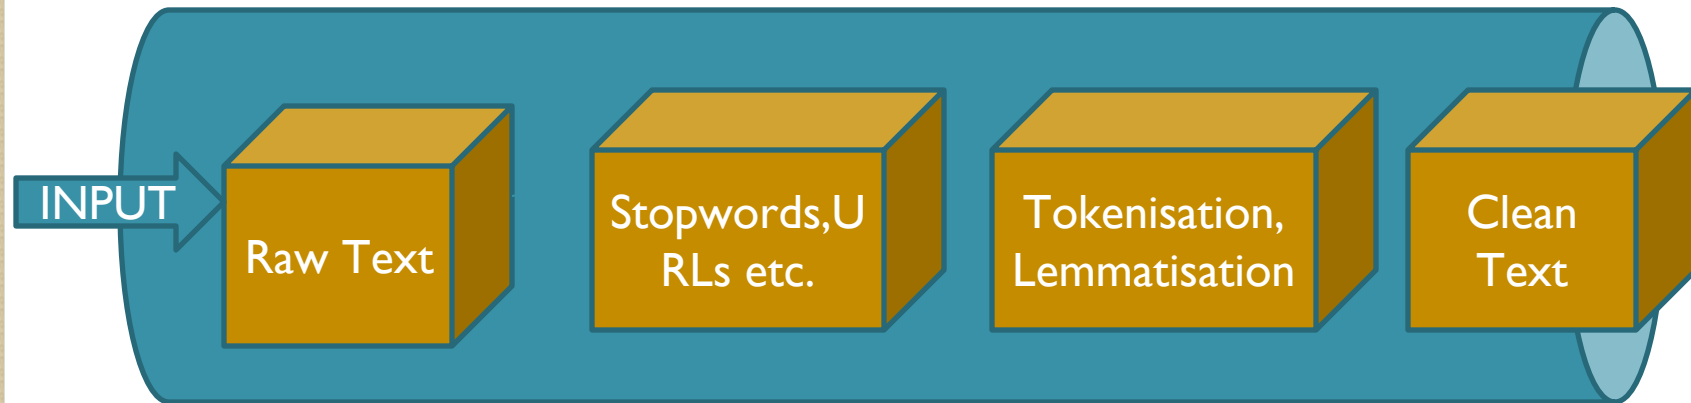 INPUT
Raw Text
Stopwords,U
RLs etc.
Tokenisation,
Lemmatisation
Clean
Text